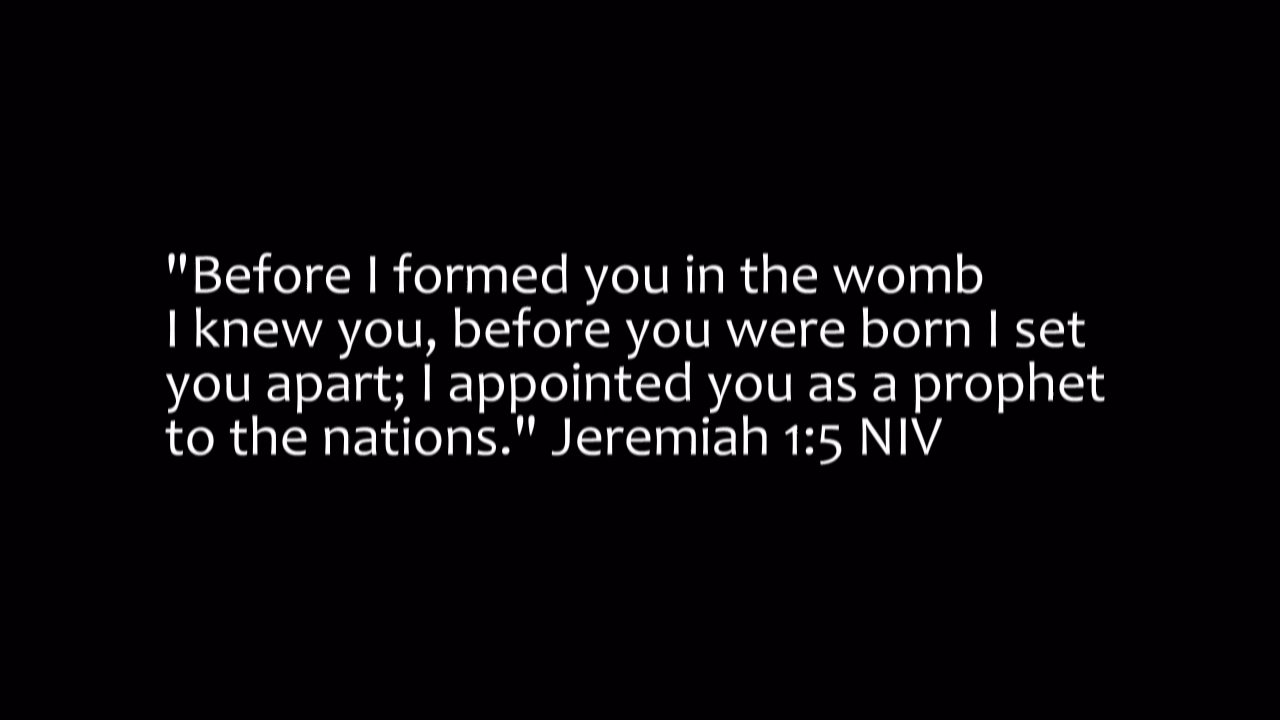 "Before I formed you in the womb
I knew you, before you were born I set
you apart; I appointed you as a prophet
to the nations." Jeremiah 1:5 NIV